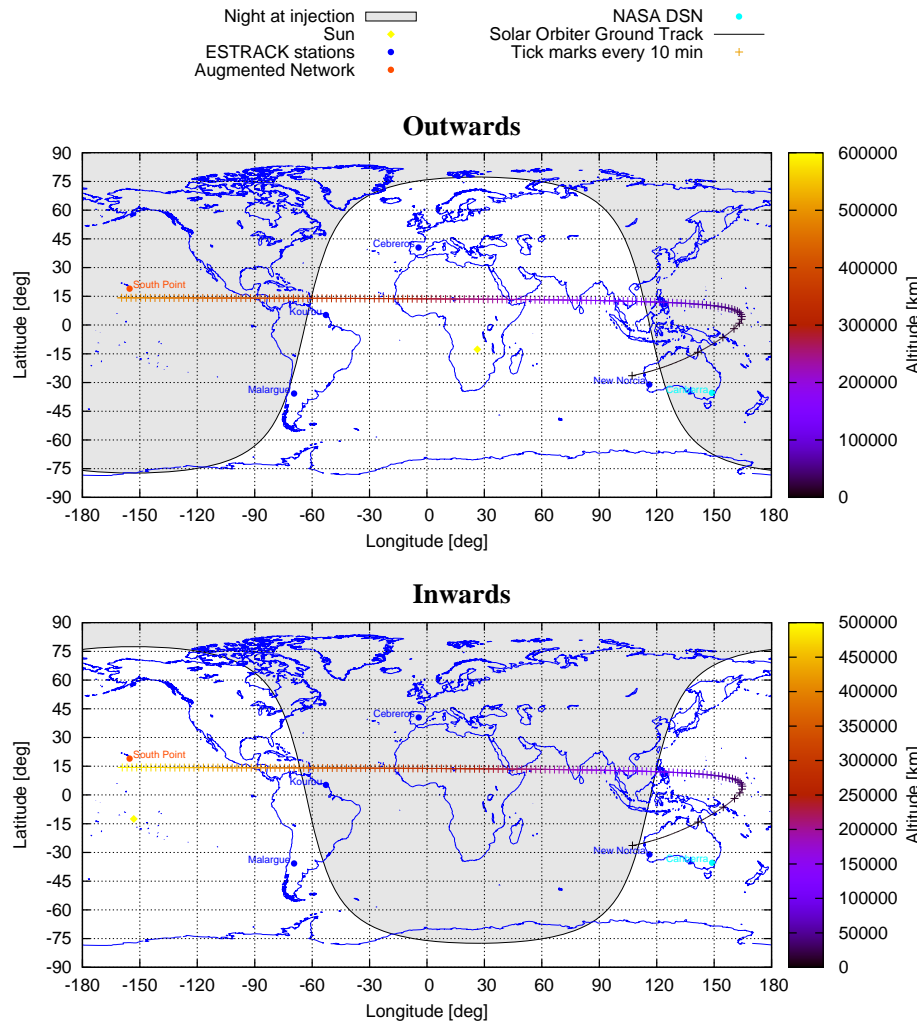 Night at injection
Sun
ESTRACK stations
Augmented Network
NASA DSN
Solar Orbiter Ground Track
Tick marks every 10 min
Outwards
90
75
60
45
30
15
0
-15
-30
-45
-60
-75
-90
Latitude [deg]
-180 -150 -120 -90 -60 -30 0 30 60 90 120 150 180
Longitude [deg]
South Point
Cebreros
Kourou
Malargue
New Norcia
Canberra
600000
500000
400000
300000
200000
100000
0
Altitude [km]
Inwards
90
75
60
45
30
15
0
-15
-30
-45
-60
-75
-90
Latitude [deg]
-180 -150 -120 -90 -60 -30 0 30 60 90 120 150 180
Longitude [deg]
South Point
Cebreros
Kourou
Malargue
New Norcia
Canberra
500000
450000
400000
350000
300000
250000
200000
150000
100000
50000
0
Altitude [km]